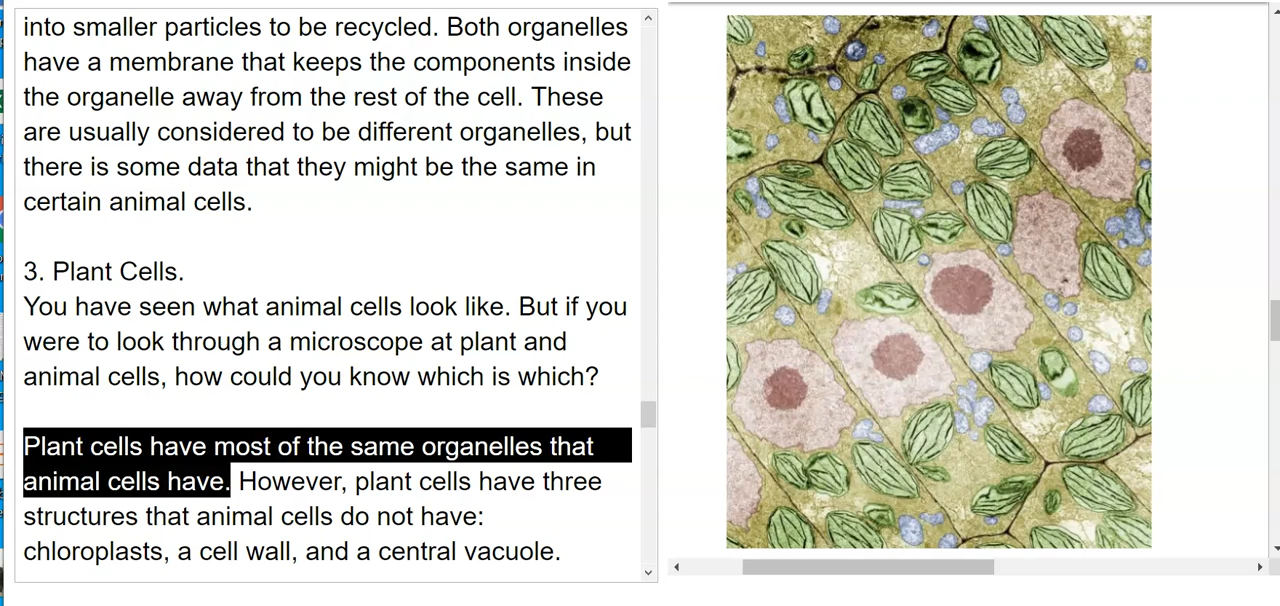 into smaller particles to be recycled. Both organelles
have a membrane that keeps the components inside
the organelle away from the rest of the cell. These
are usually considered to be different organelles, but
there is some data that they might be the same in
certain animal cells.
3. Plant Cells.
You have seen what animal cells look like. But if you
were to look through a microscope at plant and
animal cells, how could you know which is which?
Plant cells have most of the same organelles that
animal cells have. However, plant cells have three
structures that animal cells do not have:
chloroplasts, a cell wall, and a central vacuole.